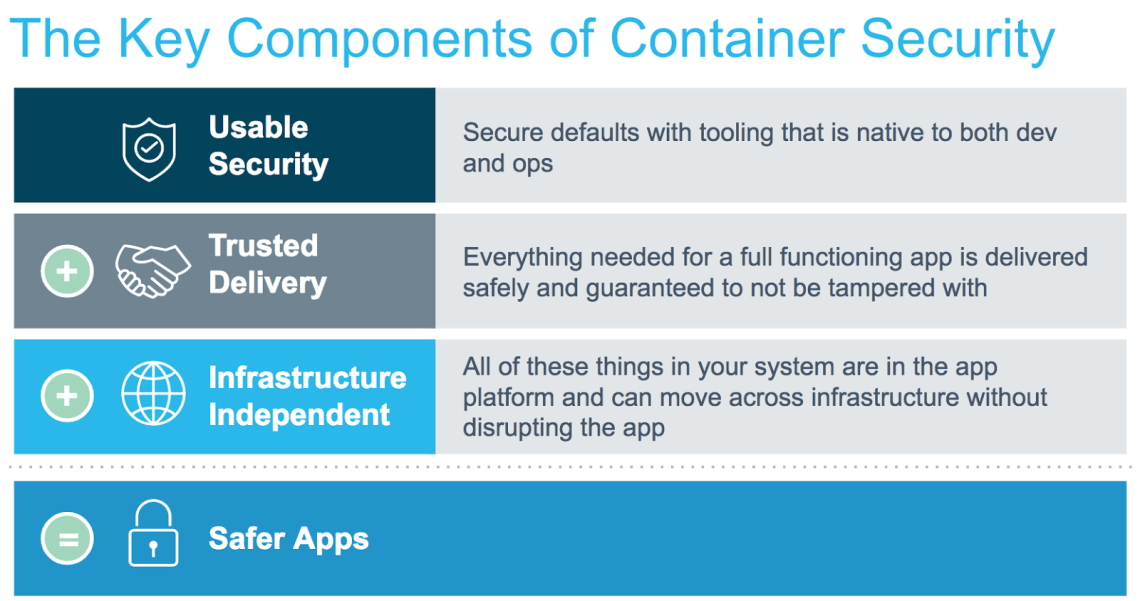 The Key Components of Container Security
Usable
Security
Secure defaults with tooling that is native to both dev
and ops
+
Trusted
Delivery
Everything needed for a full functioning app is delivered
safely and guaranteed to not be tampered with
+
Infrastructure
Independent
All of these things in your system are in the app
platform and can move across infrastructure without
disrupting the app
=
Safer Apps